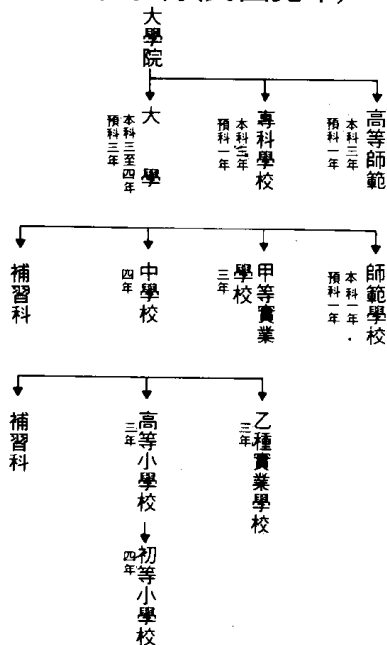 大學院
高等師範
本科三年
預科一年
專科學校
本科三年
預科一年
大學
本科三至四年
預科三年
師範學校
本科一年
預科一年
甲等實業
學校
三年
中學校
四年
補習科
乙種實業學校
三年
高等小學校
三年
補習科
初等小學校
四年